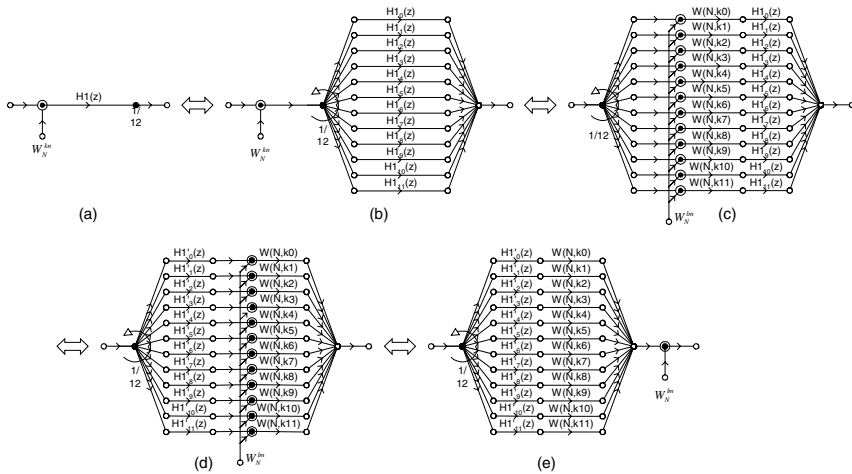 H1(z)
1/
12
W_N^{kn}
(a)
H1_0(z)
H1_1(z)
H1_2(z)
H1_3(z)
H1_4(z)
H1_5(z)
H1_6(z)
H1_7(z)
H1_8(z)
H1_9(z)
H1_10(z)
H1_11(z)
1/
12
W_N^{kn}
(b)
W(N,k0) H1_0(z)
W(N,k1) H1_1(z)
W(N,k2) H1_2(z)
W(N,k3) H1_3(z)
W(N,k4) H1_4(z)
W(N,k5) H1_5(z)
W(N,k6) H1_6(z)
W(N,k7) H1_7(z)
W(N,k8) H1_8(z)
W(N,k9) H1_9(z)
W(N,k10) H1_10(z)
W(N,k11) H1_11(z)
1/12
W_N^{lm}
(c)
H1'_0(z) W(N,k0)
H1'_1(z) W(N,k1)
H1'_2(z) W(N,k2)
H1'_3(z) W(N,k3)
H1'_4(z) W(N,k4)
H1'_5(z) W(N,k5)
H1'_6(z) W(N,k6)
H1'_7(z) W(N,k7)
H1'_8(z) W(N,k8)
H1'_9(z) W(N,k9)
H1'_10(z) W(N,k10)
H1'_11(z) W(N,k11)
1/
12
W_N^{lm}
(d)
H1'_0(z) W(N,k0)
H1'_1(z) W(N,k1)
H1'_2(z) W(N,k2)
H1'_3(z) W(N,k3)
H1'_4(z) W(N,k4)
H1'_5(z) W(N,k5)
H1'_6(z) W(N,k6)
H1'_7(z) W(N,k7)
H1'_8(z) W(N,k8)
H1'_9(z) W(N,k9)
H1'_10(z) W(N,k10)
H1'_11(z) W(N,k11)
1/
12
W_N^{lm}
(e)